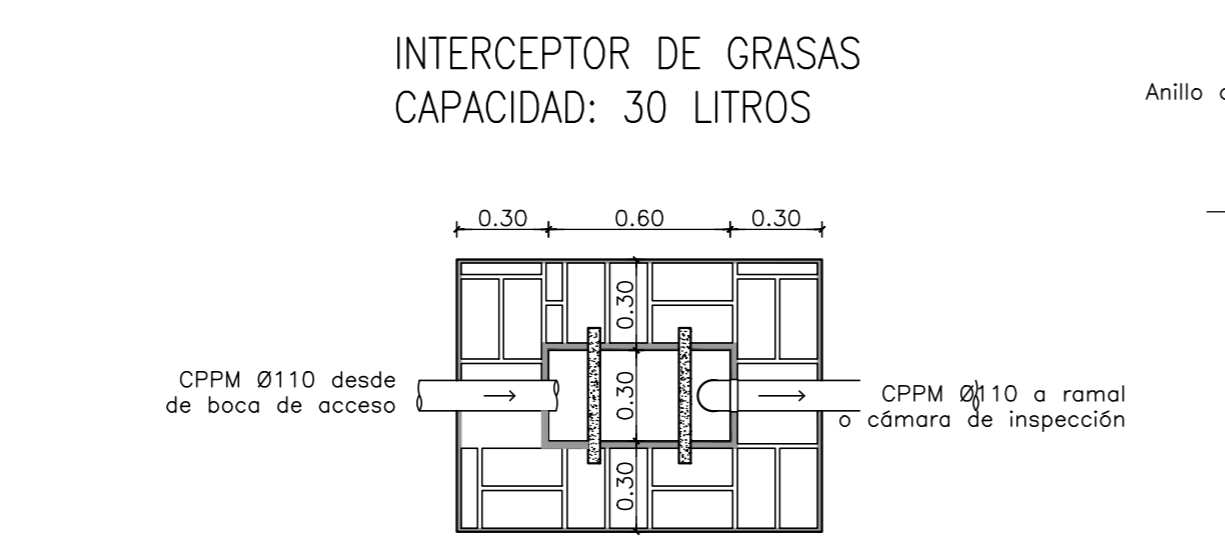 INTERCEPTOR DE GRASAS
CAPACIDAD: 30 LITROS
Anillo
0.30 0.60 0.30
0.30
0.30
0.30
CPPM Ø110 desde
de boca de acceso
CPPM Ø110 a ramal
o cámara de inspección